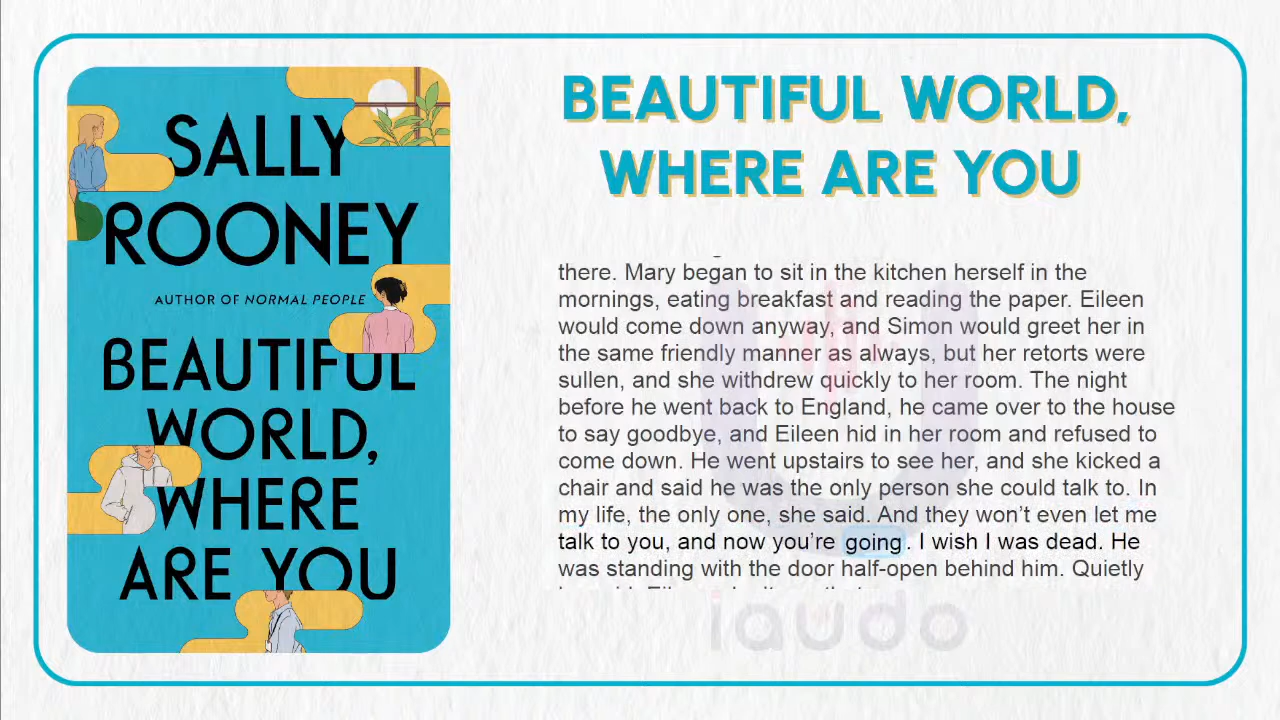 SALLY
ROONEY
AUTHOR OF NORMAL PEOPLE
BEAUTIFUL
WORLD,
WHERE
ARE YOU
BEAUTIFUL WORLD,
WHERE ARE YOU
there. Mary began to sit in the kitchen herself in the
mornings, eating breakfast and reading the paper. Eileen
would come down anyway, and Simon would greet her in
the same friendly manner as always, but her retorts were
sullen, and she withdrew quickly to her room. The night
before he went back to England, he came over to the house
to say goodbye, and Eileen hid in her room and refused to
come down. He went upstairs to see her, and she kicked a
chair and said he was the only person she could talk to. In
my life, the only one, she said. And they won’t even let me
talk to you, and now you’re going. I wish I was dead. He
was standing with the door half-open behind him. Quietly
iaudo